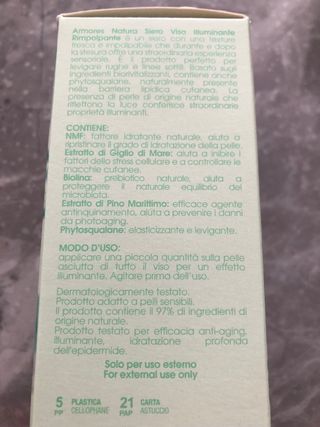 Armores Natura Siero Viso Illuminante
Rimpolpante è un siero con una texture
fresca e impalpabile che durante e dopo
la stesura offre una straordinaria esperienza
sensoriale. È il prodotto perfetto per
levigare rughe e linee sottili. Basato sugli
ingredienti biorivitalizzanti, contiene anche
phytosqualane, naturalmente presente
nella barriera lipidica cutanea. La
presenza di perle di origine naturale che
riflettono la luce conferisce straordinarie
proprietà illuminanti.
CONTIENE:
NMF: fattore idratante naturale, aiuta a
ripristinare il grado di idratazione della pelle.
Estratto di Giglio di Mare: aiuta a inibire i
fattori dello stress cellulare e a controllare le
macchie cutanee.
Biolina: prebiotico naturale, aiuta a
proteggere il naturale equilibrio del
microbiota.
Estratto di Pino Marittimo: efficace agente
antinquinamento, aiuta a prevenire i danni
da photoaging.
Phytosqualane: elasticizzante e levigante.
MODO D'USO:
applicare una piccola quantità sulla pelle
asciutta di tutto il viso per un effetto
illuminante. Agitare prima dell'uso.
Dermatologicamente testato.
Prodotto adatto a pelli sensibili.
Il prodotto contiene il 97% di ingredienti di
origine naturale.
Prodotto testato per efficacia anti-aging,
illuminante, idratazione profonda
dell'epidermide.
Solo per uso esterno
For external use only
5 PLASTICA 21 CARTA
PP CELLOPHANE PAP ASTUCCIO